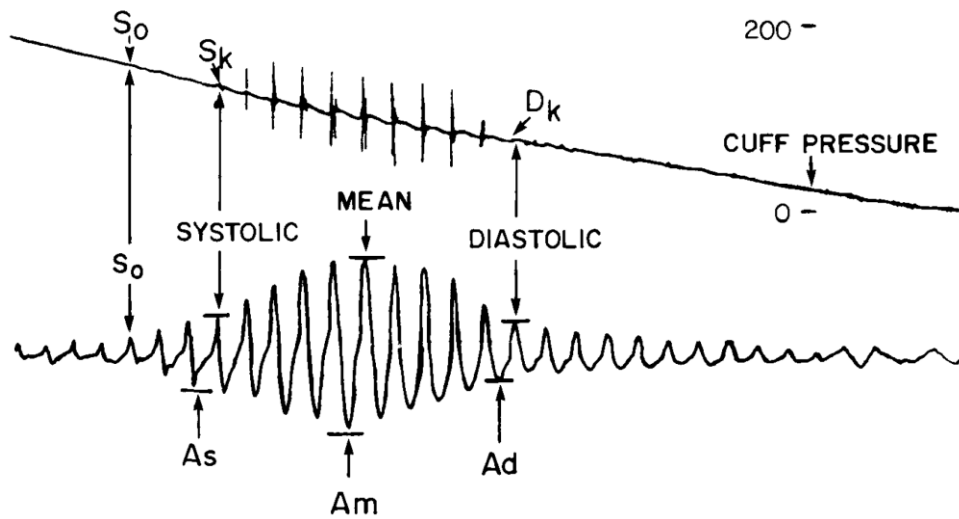 So
200 –
Sk
DK
CUFF PRESSURE
MEAN
0 –
SYSTOLIC
DIASTOLIC
so
As
Ad
Am